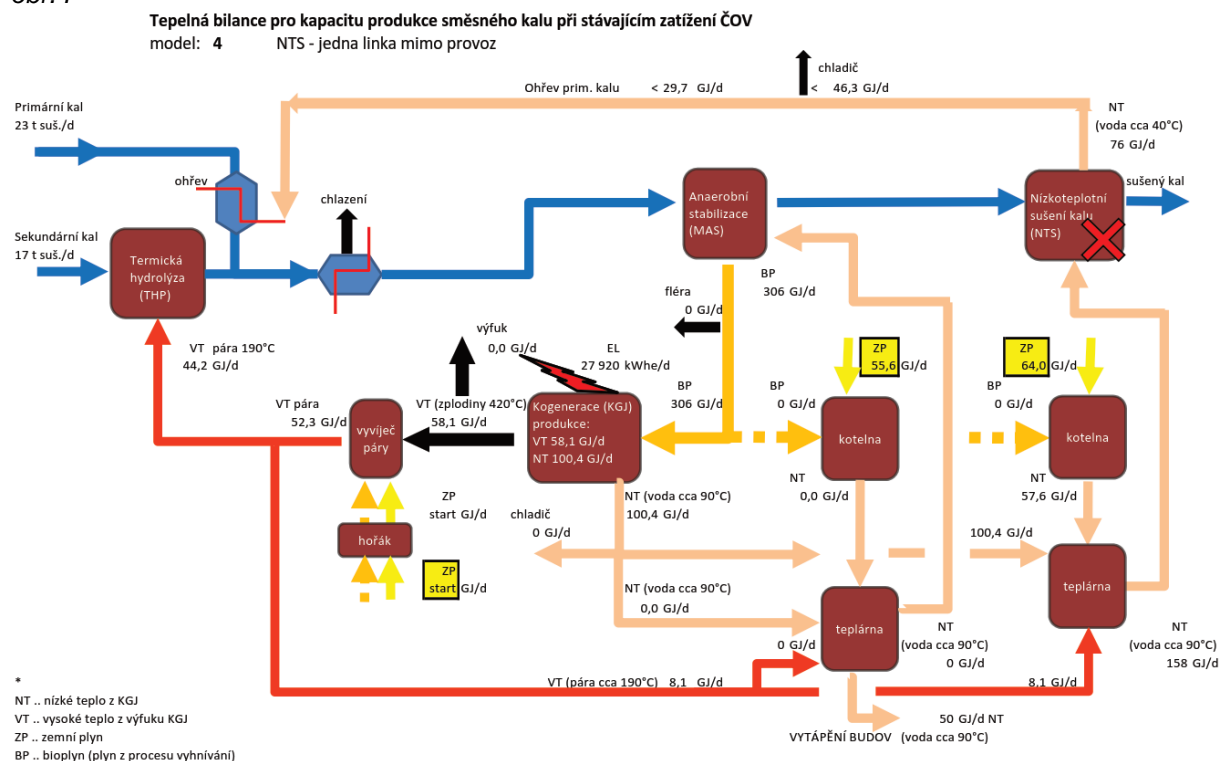 Tepelná bilance pro kapacitu produkce směsného kalu při stávajícím zatížení ČOV
model: 4 NTS - jedna linka mimo provoz
chladič
Ohřev prim. kalu < 29,7 GJ/d
< 46,3 GJ/d
Primární kal
23 t suš./d
NT
(voda cca 40°C)
76 GJ/d
ohřev
chlazení
Anaerobní
stabilizace
(MAS)
Nízkoteplotní
sušení kalu
(NTS)
sušený kal
Sekundární kal
17 t suš./d
Termická
hydrolýza
(THP)
BP
306 GJ/d
fléra
0 GJ/d
výfuk
0,0 GJ/d
EL
27 920 kWhe/d
ZP
55,6 GJ/d
ZP
64,0 GJ/d
VT pára 190°C
44,2 GJ/d
BP
306 GJ/d
BP
0 GJ/d
BP
0 GJ/d
VT pára
52,3 GJ/d
VT (zplodiny 420°C)
58,1 GJ/d
Kogenerace (KGJ)
produkce:
VT 58,1 GJ/d
NT 100,4 GJ/d
vyvíječ
páry
kotelna
kotelna
NT
0,0 GJ/d
NT
57,6 GJ/d
ZP
start GJ/d
NT (voda cca 90°C)
100,4 GJ/d
chladič
0 GJ/d
100,4 GJ/d
hořák
ZP
start GJ/d
NT (voda cca 90°C)
0,0 GJ/d
teplárna
teplárna
0 GJ/d
NT
(voda cca 90°C)
0 GJ/d
NT
(voda cca 90°C)
158 GJ/d
VT (pára cca 190°C) 8,1 GJ/d
8,1 GJ/d
*
NT .. nízké teplo z KGJ
VT .. vysoké teplo z výfuku KGJ
ZP .. zemní plyn
BP .. bioplyn (plyn z procesu vyhnívání)
50 GJ/d NT
VYTÁPĚNÍ BUDOV (voda cca 90°C)